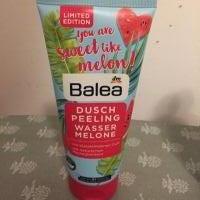 LIMITED
EDITION
You are
Sweet like
melon!
dm
Balea
DUSCH
PEELING
WASSER
MELONE